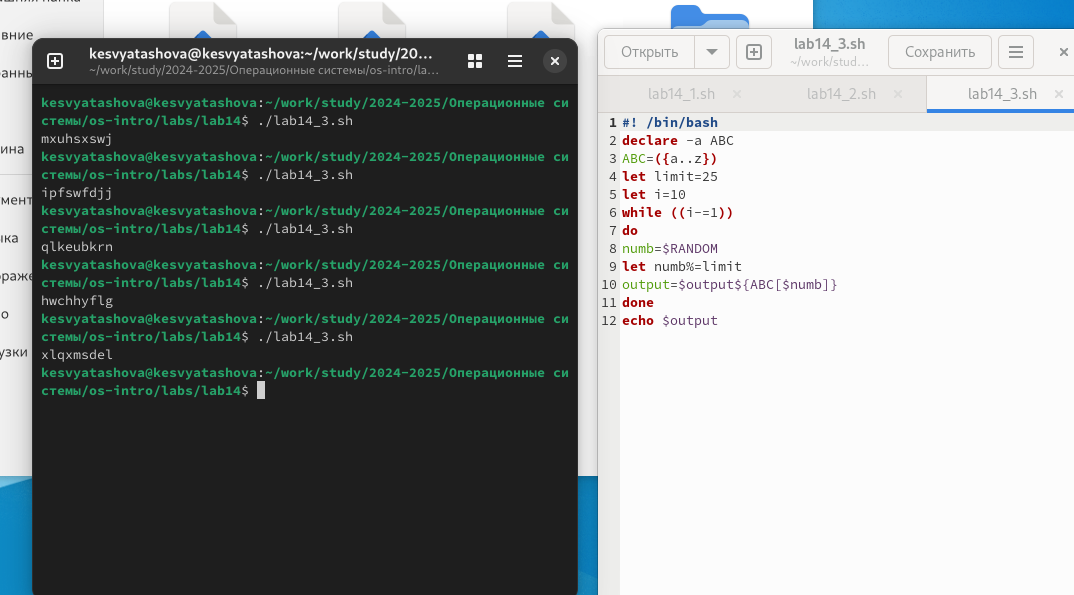 kesvyatashova@kesvyatashova:~/work/study/20...
~/work/study/2024-2025/Операционные системы/os-intro/la...
kesvyatashova@kesvyatashova:~/work/study/2024-2025/Операционные си
стемы/os-intro/labs/lab14$ ./lab14_3.sh
mxuhsxswj
kesvyatashova@kesvyatashova:~/work/study/2024-2025/Операционные си
стемы/os-intro/labs/lab14$ ./lab14_3.sh
ipfswfdjj
kesvyatashova@kesvyatashova:~/work/study/2024-2025/Операционные си
стемы/os-intro/labs/lab14$ ./lab14_3.sh
qlkeubkrn
kesvyatashova@kesvyatashova:~/work/study/2024-2025/Операционные си
стемы/os-intro/labs/lab14$ ./lab14_3.sh
hwchhyflg
kesvyatashova@kesvyatashova:~/work/study/2024-2025/Операционные си
стемы/os-intro/labs/lab14$ ./lab14_3.sh
xlqxmsdel
kesvyatashova@kesvyatashova:~/work/study/2024-2025/Операционные си
стемы/os-intro/labs/lab14$
Открыть
lab14_3.sh
~/work/stud...
Сохранить
lab14_1.sh
lab14_2.sh
lab14_3.sh
1 #! /bin/bash
2 declare -a ABC
3 ABC=({a..z})
4 let limit=25
5 let i=10
6 while ((i-=1))
7 do
8 numb=$RANDOM
9 let numb%=limit
10 output=$output${ABC[$numb]}
11 done
12 echo $output